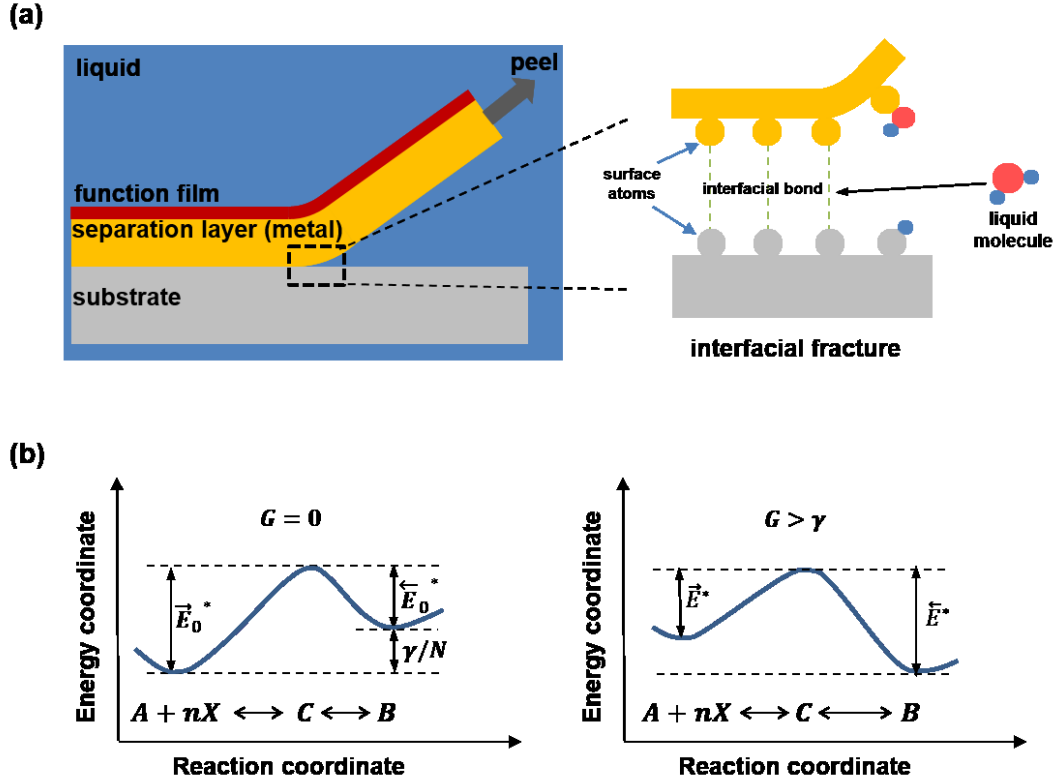 (a)
liquid
peel
function film
separation layer (metal)
substrate
surface
atoms
interfacial bond
liquid
molecule
interfacial fracture
(b)
Energy coordinate
G = 0
E⃗₀*
E⃖₀*
γ/N
A + nX ⟷ C ⟷ B
Reaction coordinate
Energy coordinate
G > γ
E⃗*
E⃖*
A + nX ⟷ C ⟷ B
Reaction coordinate